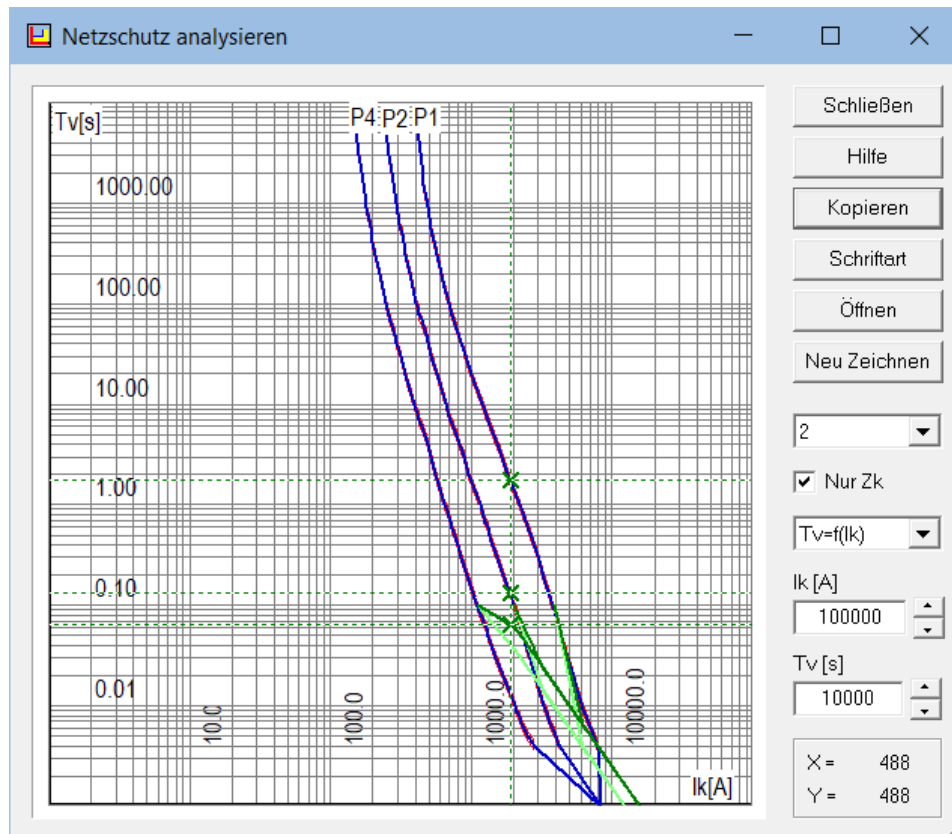 Netzschutz analysieren
Tv[s]
P4 P2 P1
1000.00
100.00
10.00
1.00
0.10
0.01
10.0
100.0
1000.0
10000.0
Ik[A]
Schließen
Hilfe
Kopieren
Schriftart
Öffnen
Neu Zeichnen
2
Nur Zk
Tv=f(Ik)
Ik [A]
100000
Tv [s]
10000
X = 488
Y = 488